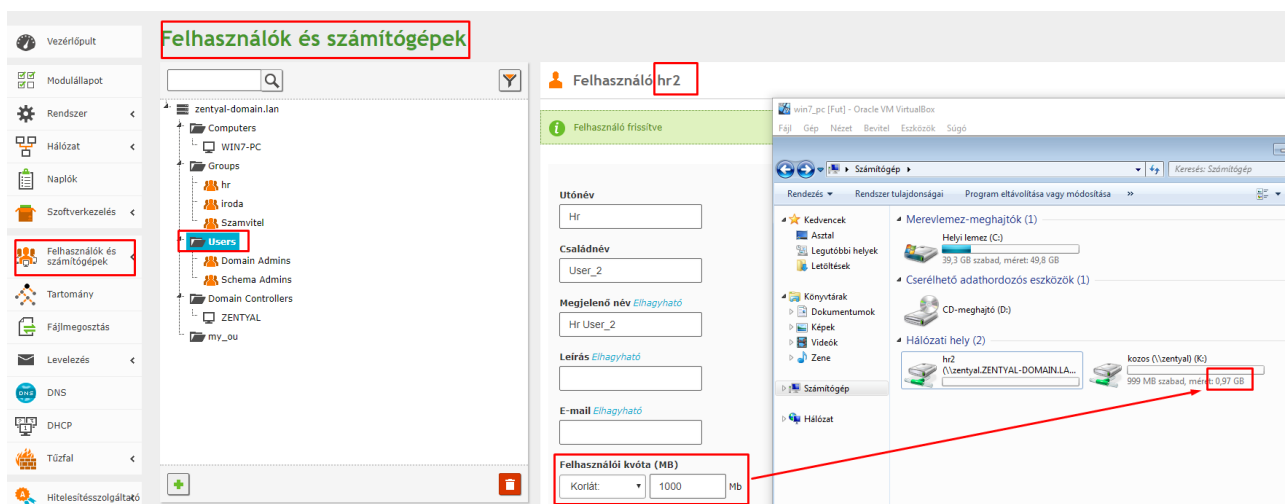 Vezérlőpult
Modulállapot
Rendszer
Hálózat
Naplók
Szoftverkezelés
Felhasználók és
számítógépek
Tartomány
Fájlmegosztás
Levelezés
DNS
DNS
DHCP
Tűzfal
Hitelesítésszolgáltató
Felhasználók és számítógépek
zentyal-domain.lan
Computers
WIN7-PC
Groups
hr
iroda
Szamvitel
Users
Domain Admins
Schema Admins
Domain Controllers
ZENTYAL
my_ou
Felhasználó hr2
Felhasználó frissítve
Utónév
Hr
Családnév
User_2
Megjelenő név Elhagyható
Hr User_2
Leírás Elhagyható
E-mail Elhagyható
Felhasználói kvóta (MB)
Korlát: 1000 Mb
win7_pc [Fut] - Oracle VM VirtualBox
Fájl Gép Nézet Bevitel Eszközök Súgó
Számítógép
Keresés: Számítógép
Rendezés Rendszer tulajdonságai Program eltávolítása vagy módosítása »
Kedvencek
Asztal
Legutóbbi helyek
Letöltések
Könyvtárak
Dokumentumok
Képek
Videók
Zene
Számítógép
Hálózat
Merevlemez-meghajtók (1)
Helyi lemez (C:)
39,3 GB szabad, méret: 49,8 GB
Cserélhető adathordozós eszközök (1)
CD-meghajtó (D:)
Hálózati hely (2)
hr2
(\\zentyal.ZENTYAL-DOMAIN.LA...
kozos (\\zentyal) (K:)
999 MB szabad, méret: 0,97 GB